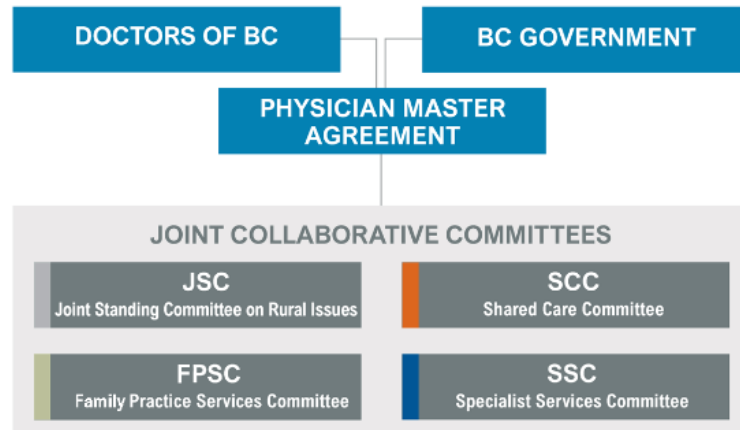 DOCTORS OF BC
BC GOVERNMENT
PHYSICIAN MASTER
AGREEMENT
JOINT COLLABORATIVE COMMITTEES
JSC
Joint Standing Committee on Rural Issues
SCC
Shared Care Committee
FPSC
Family Practice Services Committee
SSC
Specialist Services Committee